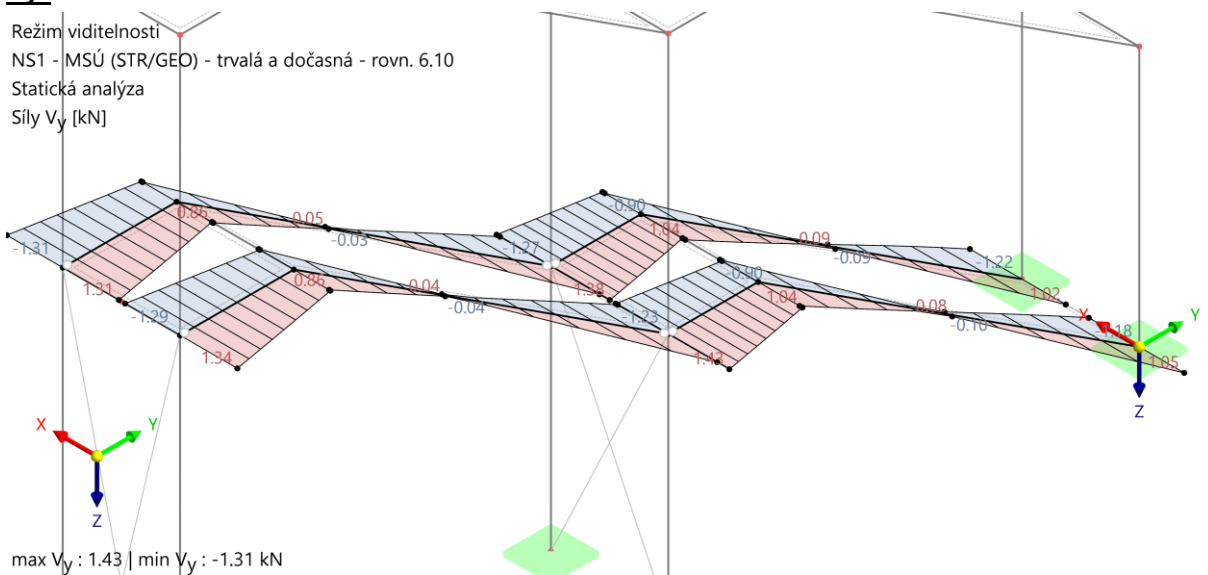 Režim viditelnosti
NS1 - MSÚ (STR/GEO) - trvalá a dočasná - rovn. 6.10
Statická analýza
Síly Vy [kN]
-0.90
0.86 0.05 1.04 0.09
-1.31 -0.03 -1.27 -0.09 -1.22
-0.90
1.31 0.86 0.04 1.38 1.04 0.08 1.02
-1.29 -0.04 -1.23 -0.10 -1.18
1.34 1.43 1.05
X Y
Z
X Y
Z
max Vy : 1.43 | min Vy : -1.31 kN